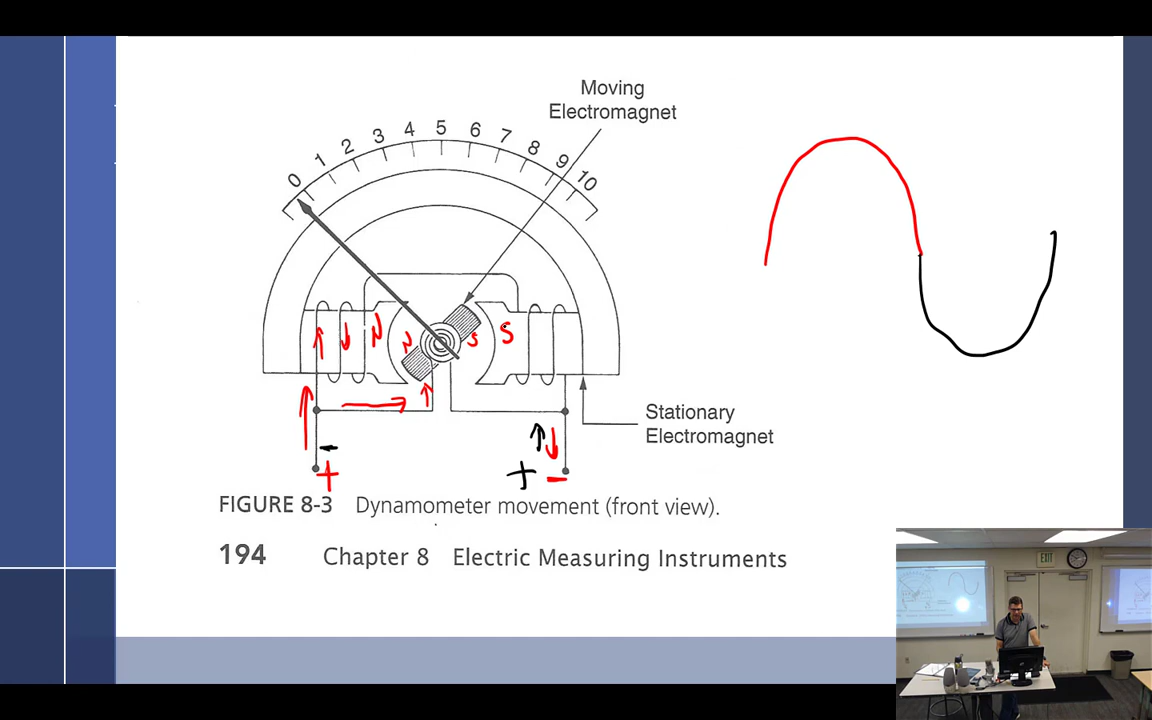 Moving
Electromagnet
0 1 2 3 4 5 6 7 8 9 10
N N S S
Stationary
Electromagnet
- +
+ -
FIGURE 8-3 Dynamometer movement (front view).
194 Chapter 8 Electric Measuring Instruments
EXIT